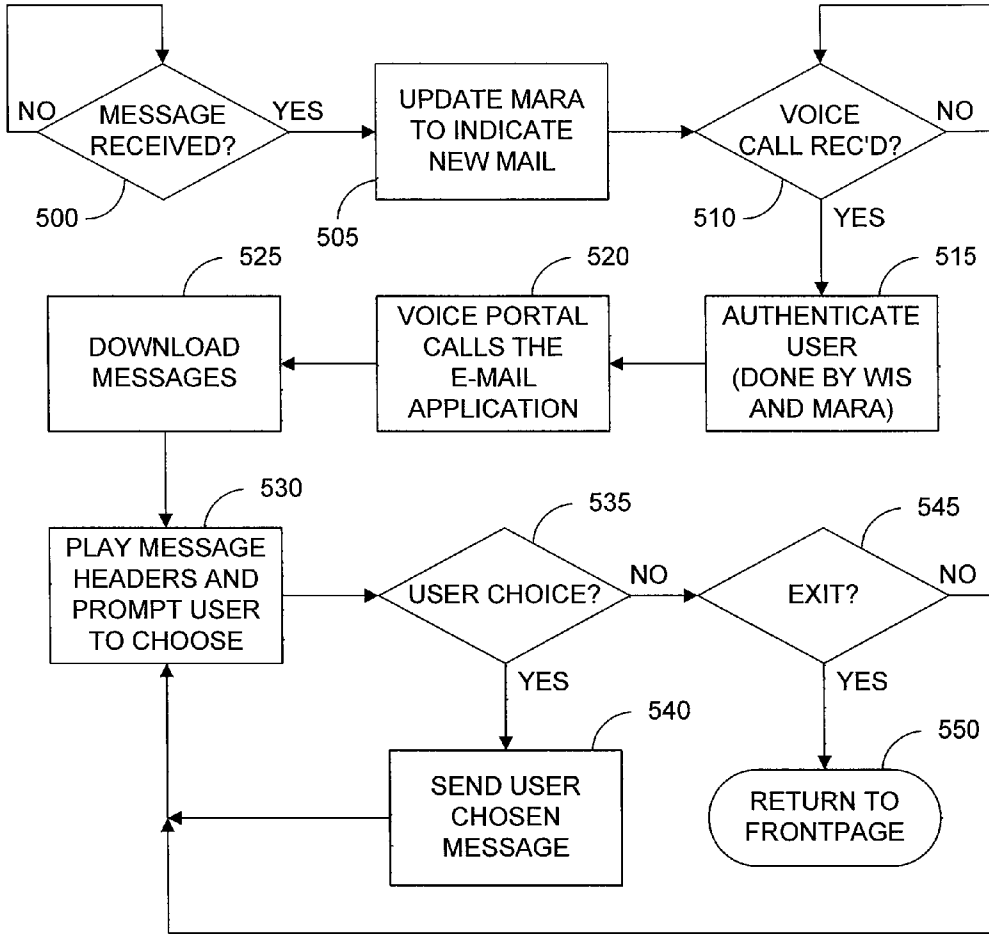 NO
MESSAGE
RECEIVED?
YES
500
UPDATE MARA
TO INDICATE
NEW MAIL
505
VOICE
CALL REC'D?
NO
510
YES
525
520
515
DOWNLOAD
MESSAGES
VOICE PORTAL
CALLS THE
E-MAIL
APPLICATION
AUTHENTICATE
USER
(DONE BY WIS
AND MARA)
530
535
545
PLAY MESSAGE
HEADERS AND
PROMPT USER
TO CHOOSE
USER CHOICE?
NO
EXIT?
NO
YES
YES
540
550
SEND USER
CHOSEN
MESSAGE
RETURN TO
FRONTPAGE